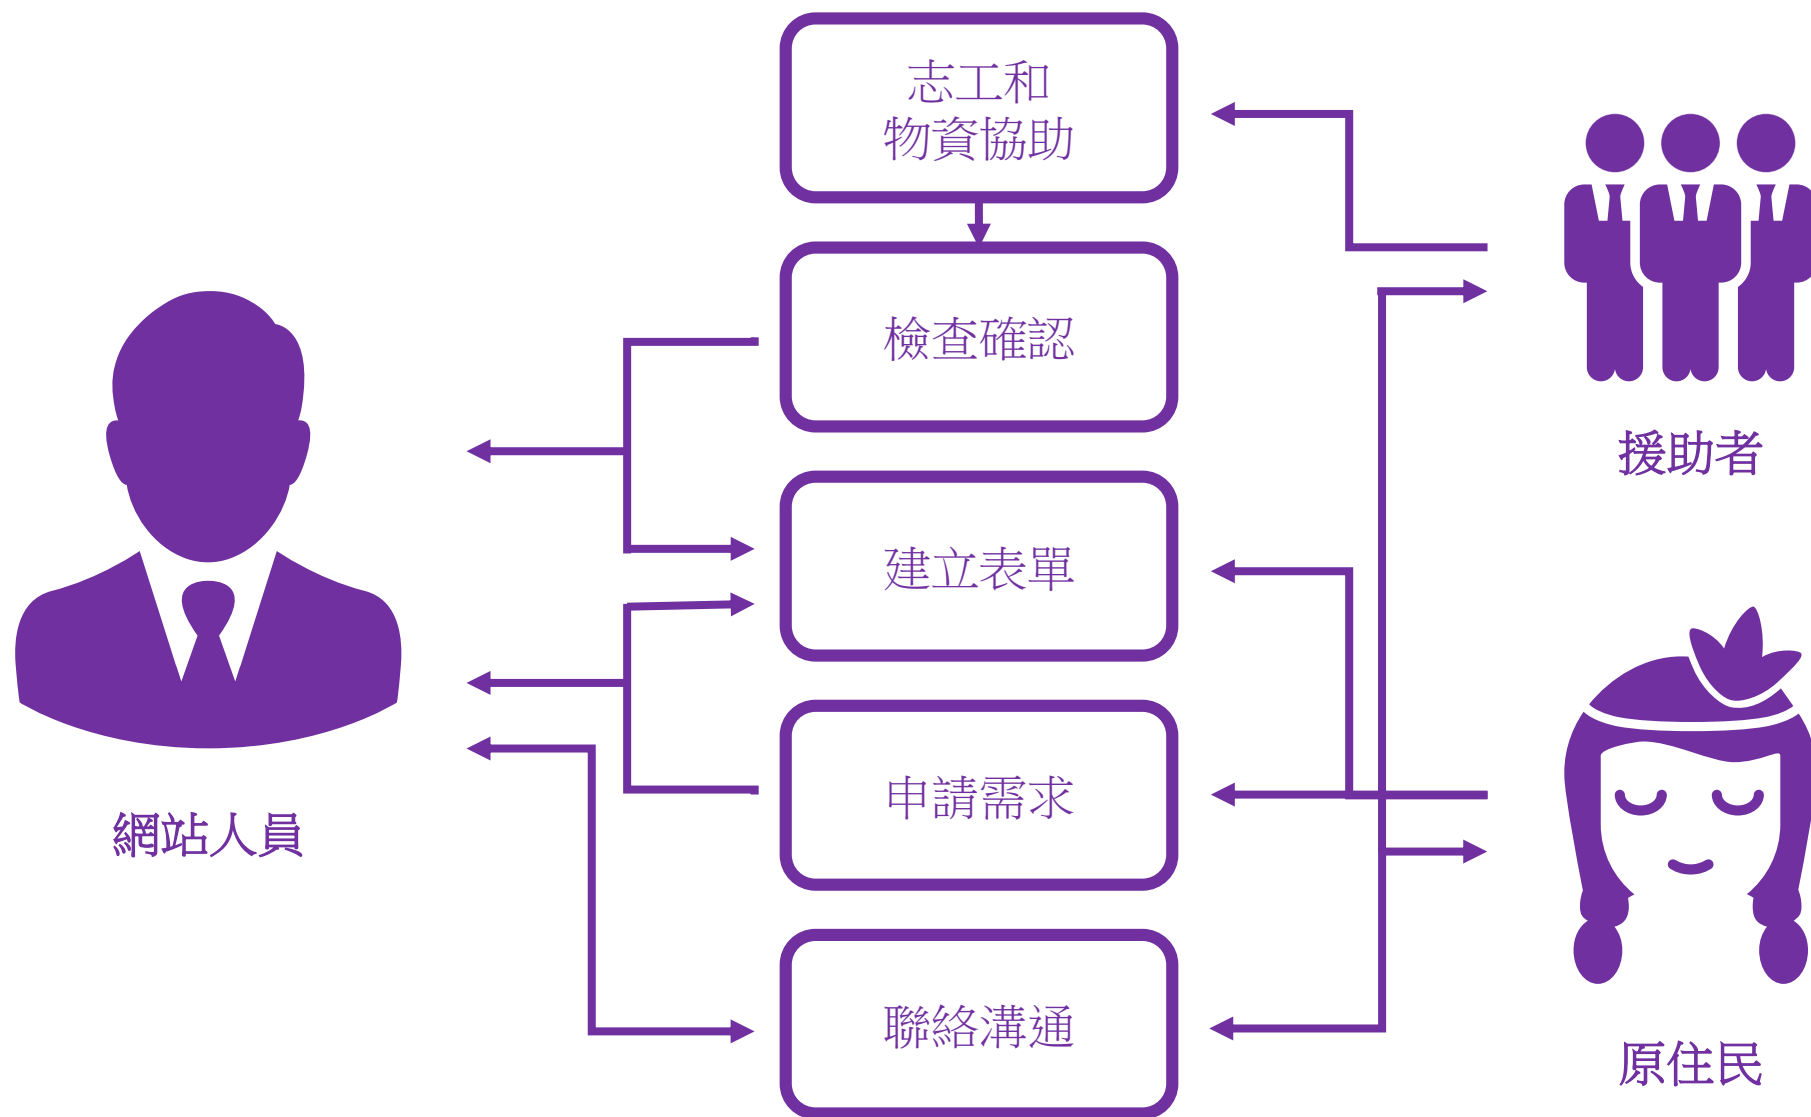 志工和
物資協助
檢查確認
援助者
建立表單
申請需求
網站人員
聯絡溝通
原住民